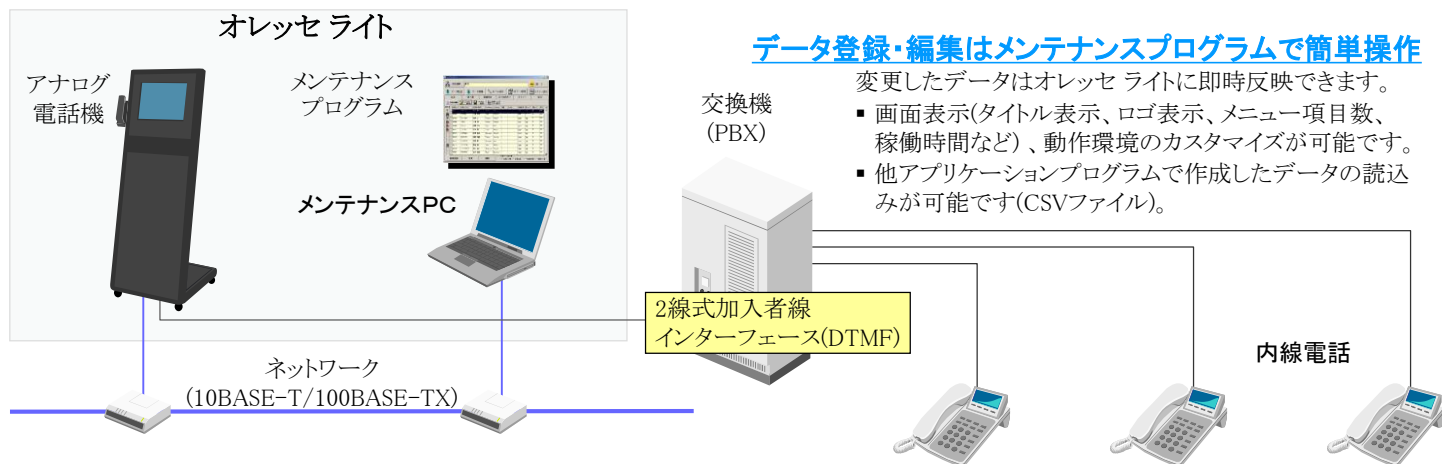 オレッセ ライト
アナログ
電話機
メンテナンス
プログラム
メンテナンスPC
交換機
(PBX)
データ登録・編集はメンテナンスプログラムで簡単操作
変更したデータはオレッセ ライトに即時反映できます。
▪ 画面表示(タイトル表示、ロゴ表示、メニュー項目数、
稼働時間など) 、動作環境のカスタマイズが可能です。
▪ 他アプリケーションプログラムで作成したデータの読込
みが可能です(CSVファイル)。
2線式加入者線
インターフェース(DTMF)
ネットワーク
(10BASE-T/100BASE-TX)
内線電話